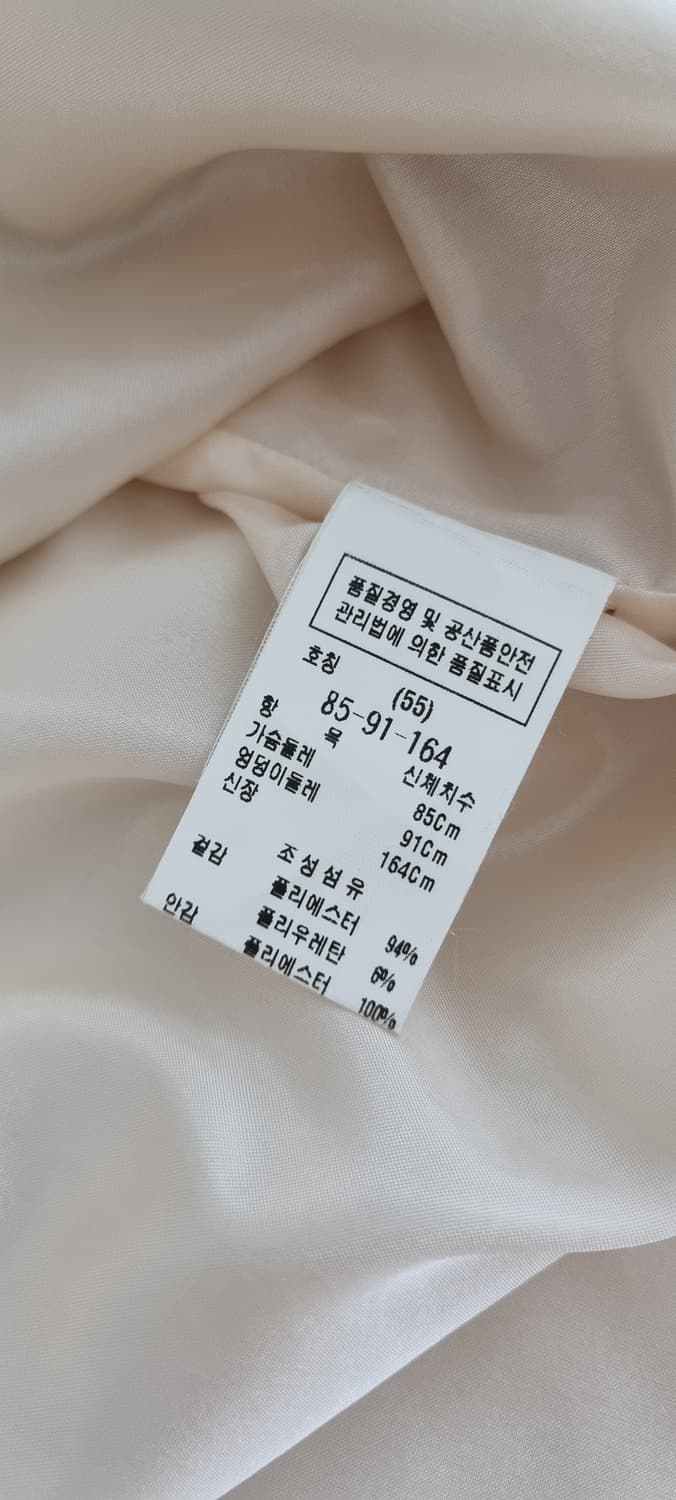 품질경영 및 공산품안전
관리법에 의한 품질표시
호칭
(55)
85-91-164
항 목 신체치수
가슴둘레 85Cm
엉덩이둘레 91Cm
신장 164Cm
조성섬유
겉감 폴리에스터 94%
폴리우레탄 6%
안감 폴리에스터 100%